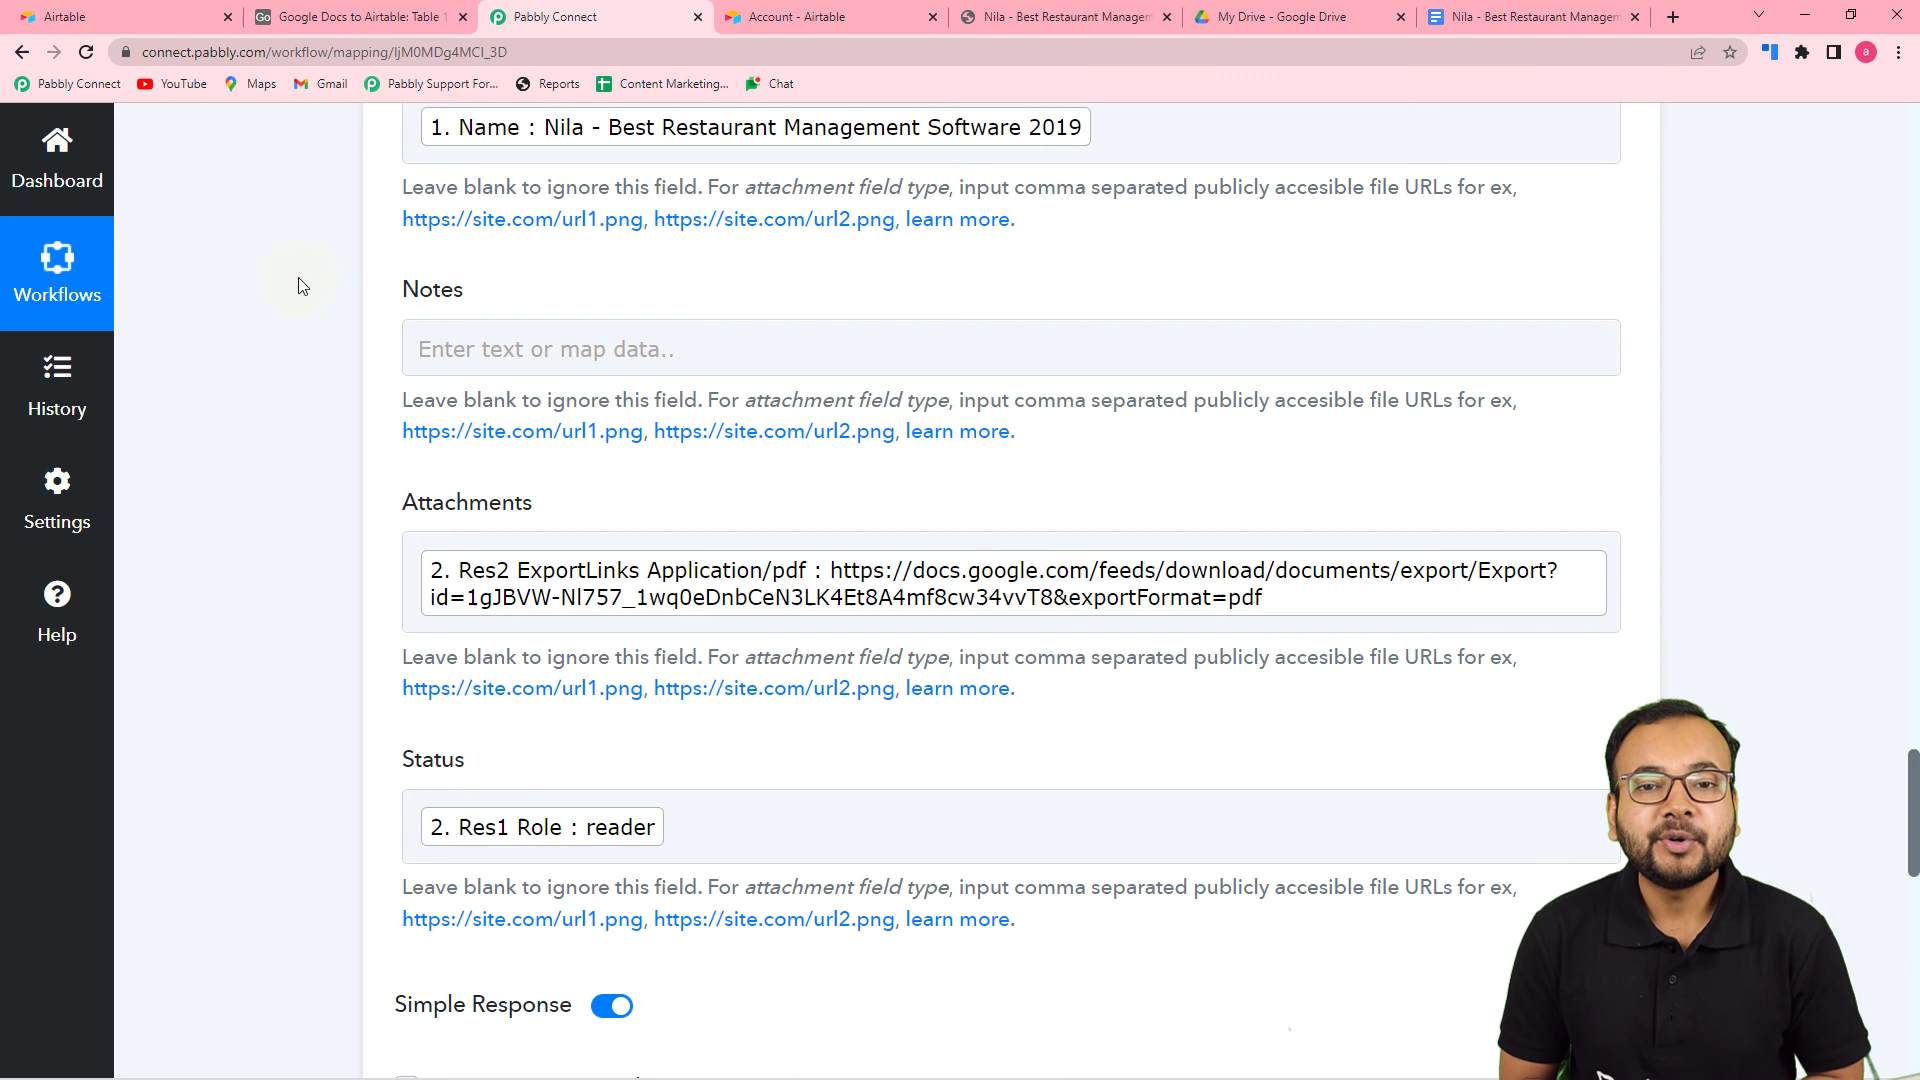 Airtable
Google Docs to Airtable: Table
Pabbly Connect
Account - Airtable
Nila - Best Restaurant Managem
My Drive - Google Drive
Nila - Best Restaurant Managem
connect.pabbly.com/workflow/mapping/IjM0MDg4MCI_3D
Pabbly Connect
YouTube
Maps
Gmail
Pabbly Support For...
Reports
Content Marketing...
Chat
Dashboard
Workflows
History
Settings
Help
1. Name : Nila - Best Restaurant Management Software 2019
Leave blank to ignore this field. For attachment field type, input comma separated publicly accesible file URLs for ex,
https://site.com/url1.png, https://site.com/url2.png, learn more.
Notes
Enter text or map data..
Leave blank to ignore this field. For attachment field type, input comma separated publicly accesible file URLs for ex,
https://site.com/url1.png, https://site.com/url2.png, learn more.
Attachments
2. Res2 ExportLinks Application/pdf : https://docs.google.com/feeds/download/documents/export/Export?
id=1gJBVW-Nl757_1wq0eDnbCeN3LK4Et8A4mf8cw34vvT8&exportFormat=pdf
Leave blank to ignore this field. For attachment field type, input comma separated publicly accesible file URLs for ex,
https://site.com/url1.png, https://site.com/url2.png, learn more.
Status
2. Res1 Role : reader
Leave blank to ignore this field. For attachment field type, input comma separated publicly accesible file URLs for ex,
https://site.com/url1.png, https://site.com/url2.png, learn more.
Simple Response